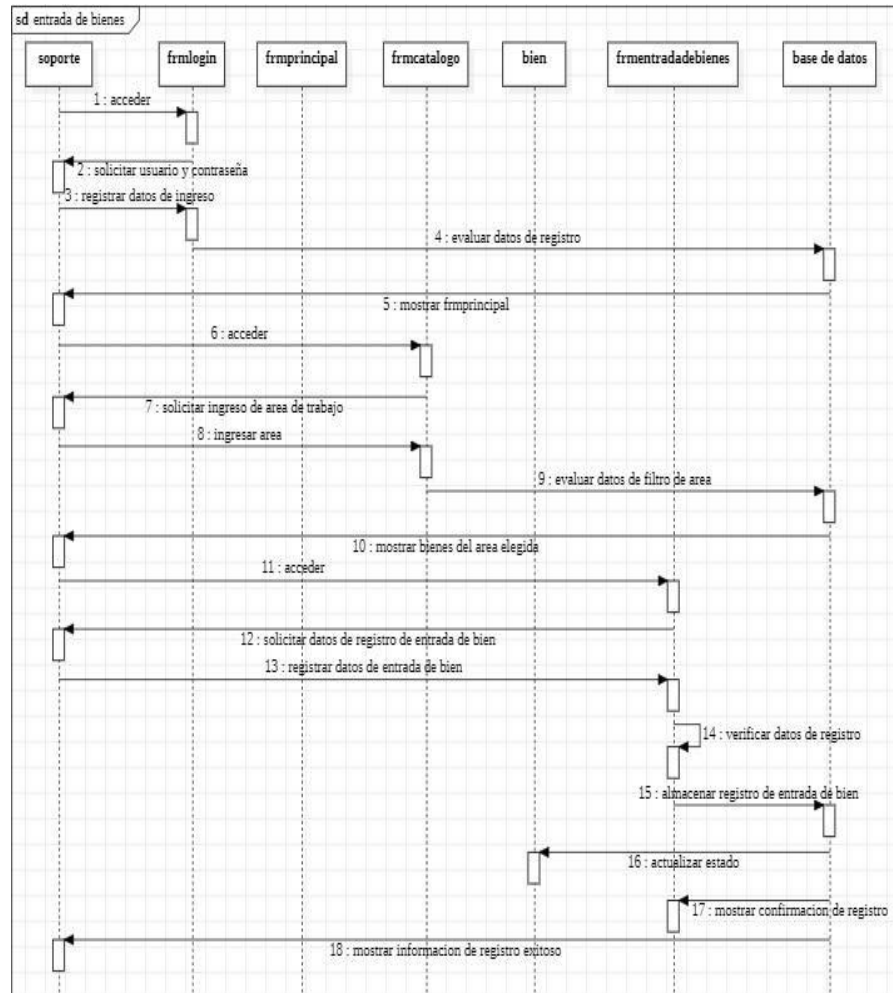 sd entrada de bienes
soporte
frmlogin
frmprincipal
frmcatalogo
bien
frmentradadebienes
base de datos
1 : acceder
2 : solicitar usuario y contraseña
3 : registrar datos de ingreso
4 : evaluar datos de registro
5 : mostrar frmprincipal
6 : acceder
7 : solicitar ingreso de area de trabajo
8 : ingresar area
9 : evaluar datos de filtro de area
10 : mostrar bienes del area elegida
11 : acceder
12 : solicitar datos de registro de entrada de bien
13 : registrar datos de entrada de bien
14 : verificar datos de registro
15 : almacenar registro de entrada de bien
16 : actualizar estado
17 : mostrar confirmacion de registro
18 : mostrar informacion de registro exitoso